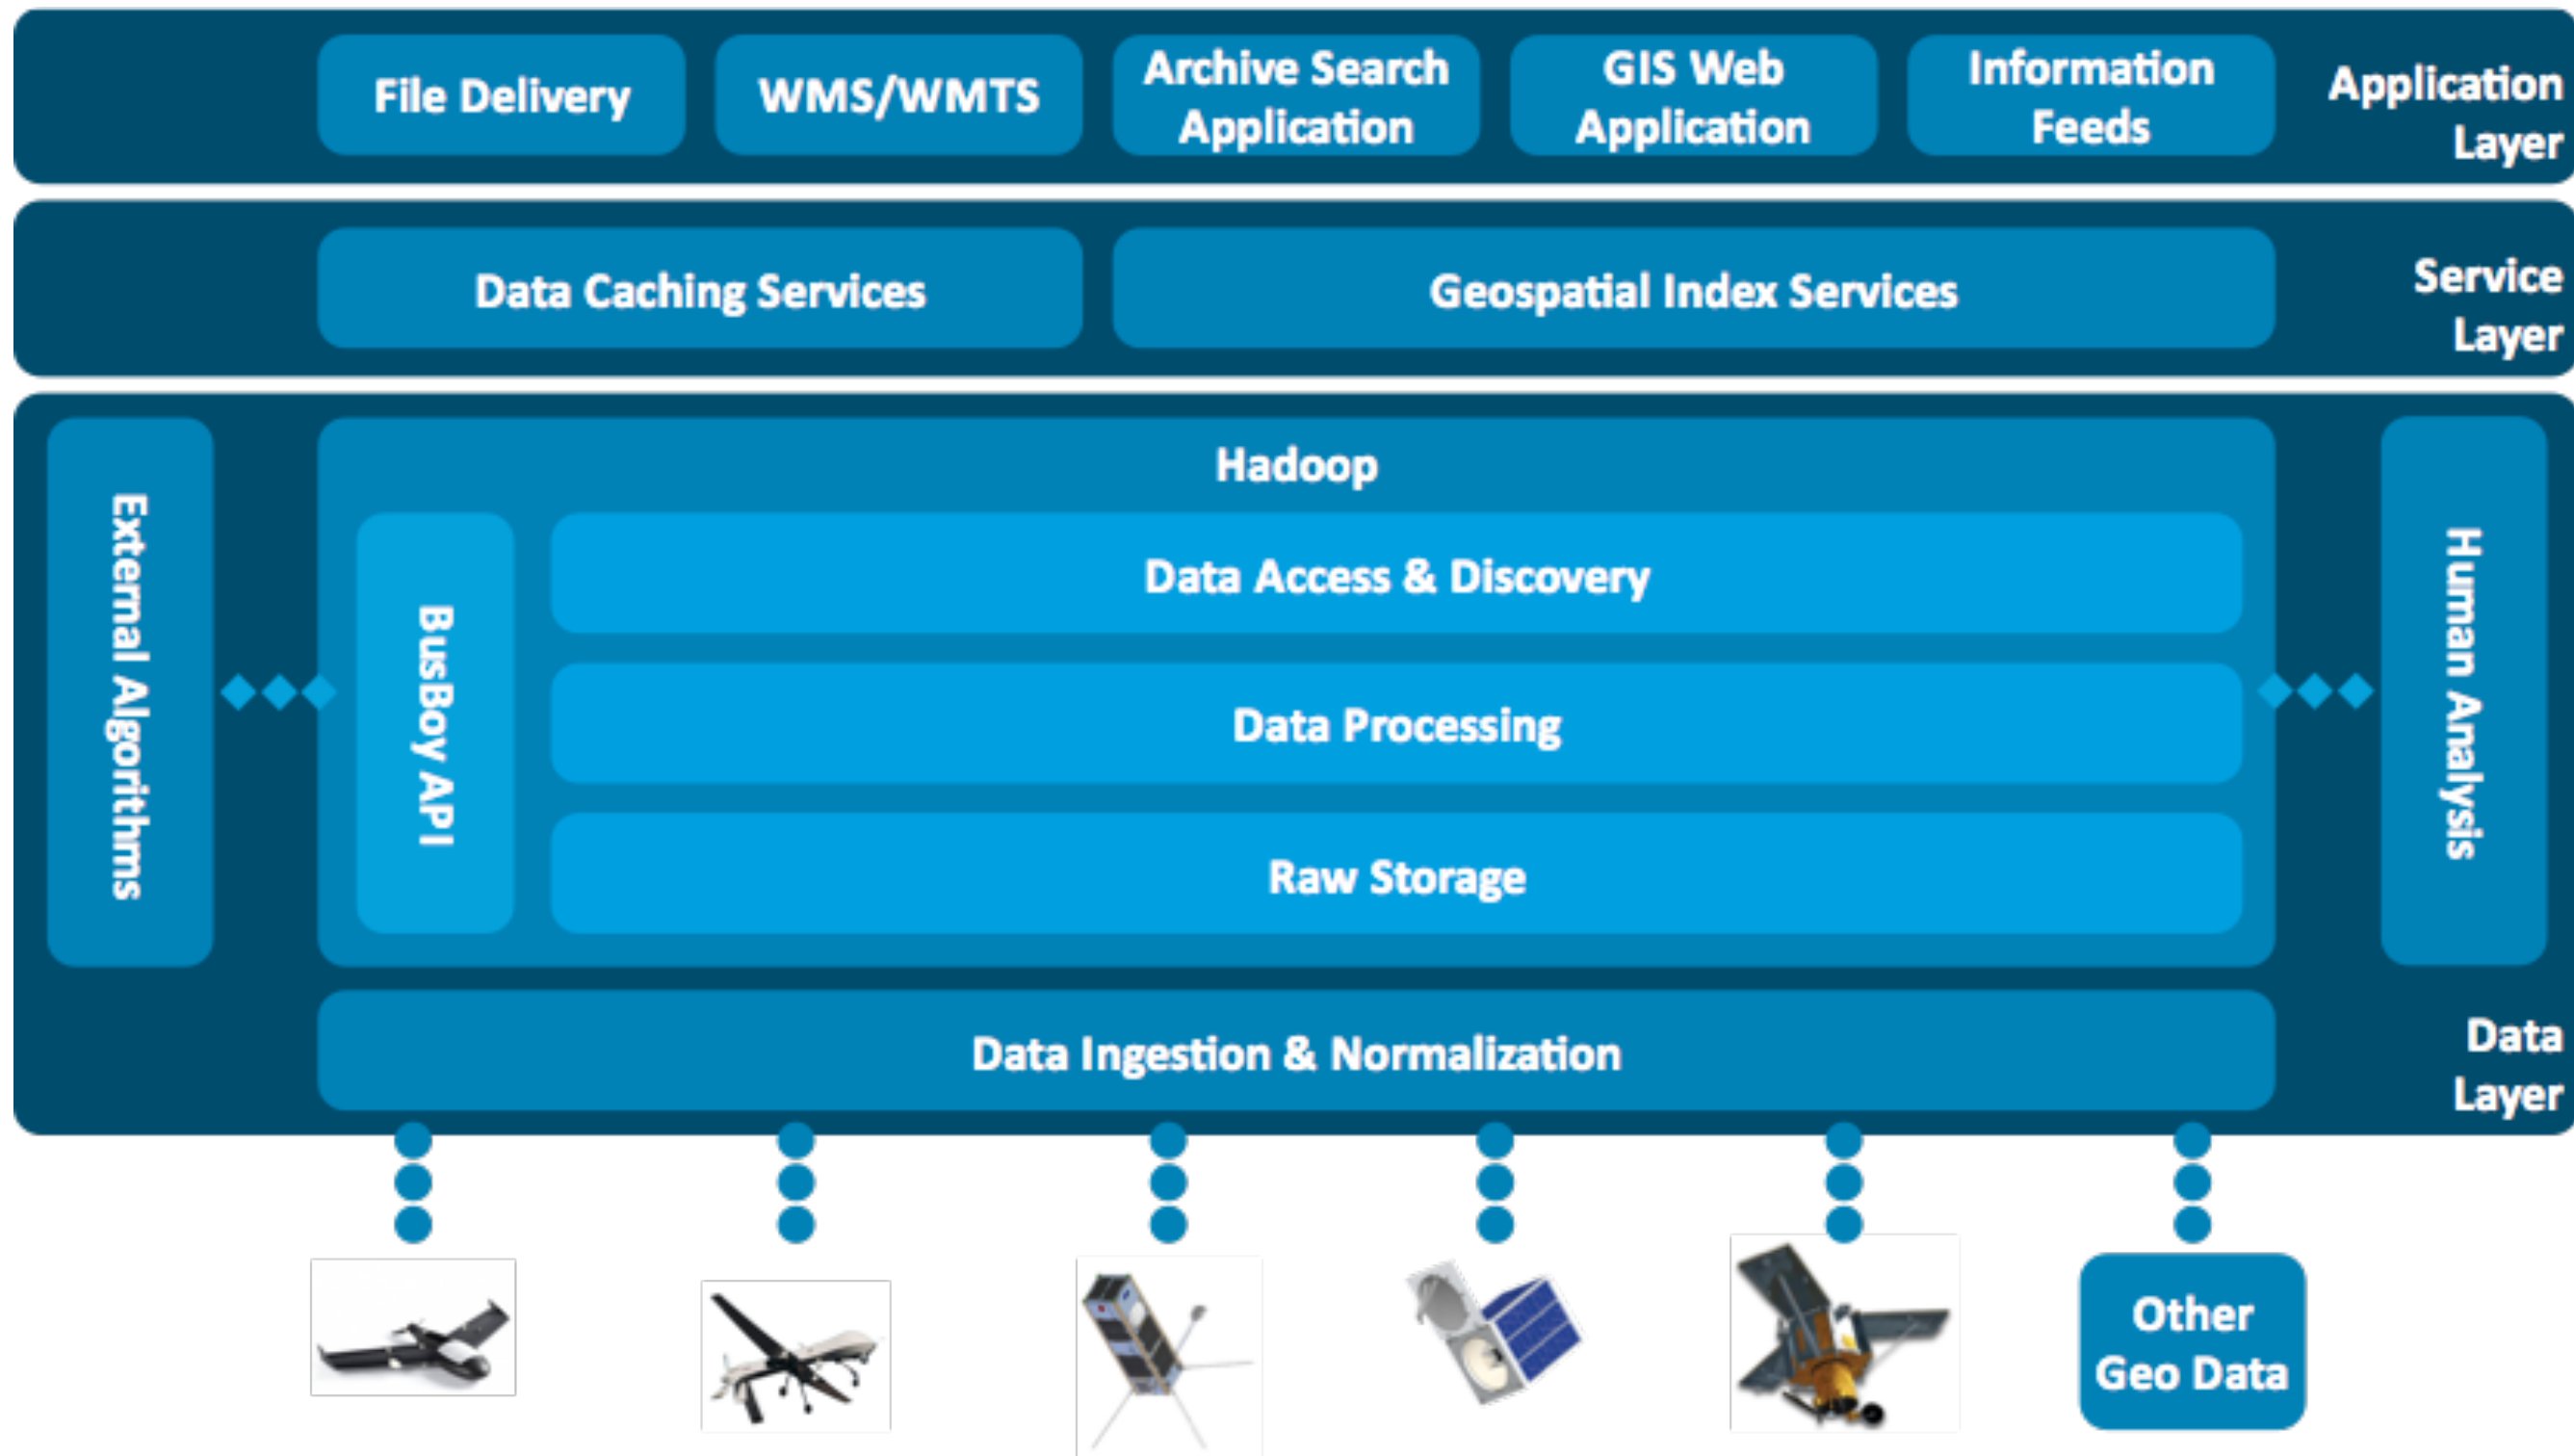 File Delivery
WMS/WMTS
Archive Search
Application
GIS Web
Application
Information
Feeds
Application
Layer
Data Caching Services
Geospatial Index Services
Service
Layer
External Algorithms
Hadoop
BusBoy API
Data Access & Discovery
Data Processing
Raw Storage
Human Analysis
Data Ingestion & Normalization
Data
Layer
Other
Geo Data